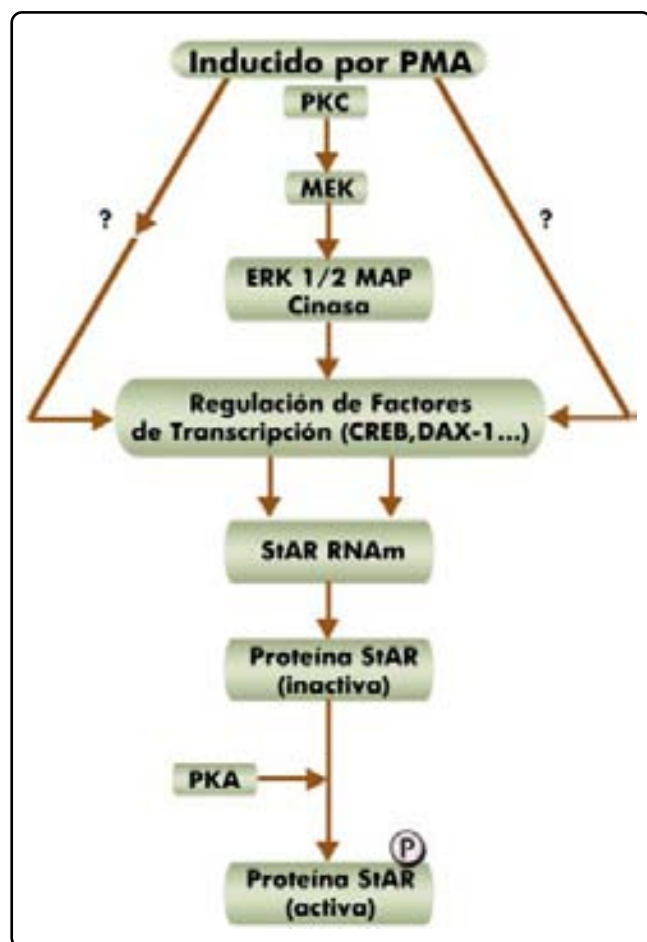 Inducido por PMA
PKC
MEK
?
?
ERK 1/2 MAP
Cinasa
Regulación de Factores
de Transcripción (CREB,DAX-1...)
StAR RNAm
Proteína StAR
(inactiva)
PKA
P
Proteína StAR
(activa)